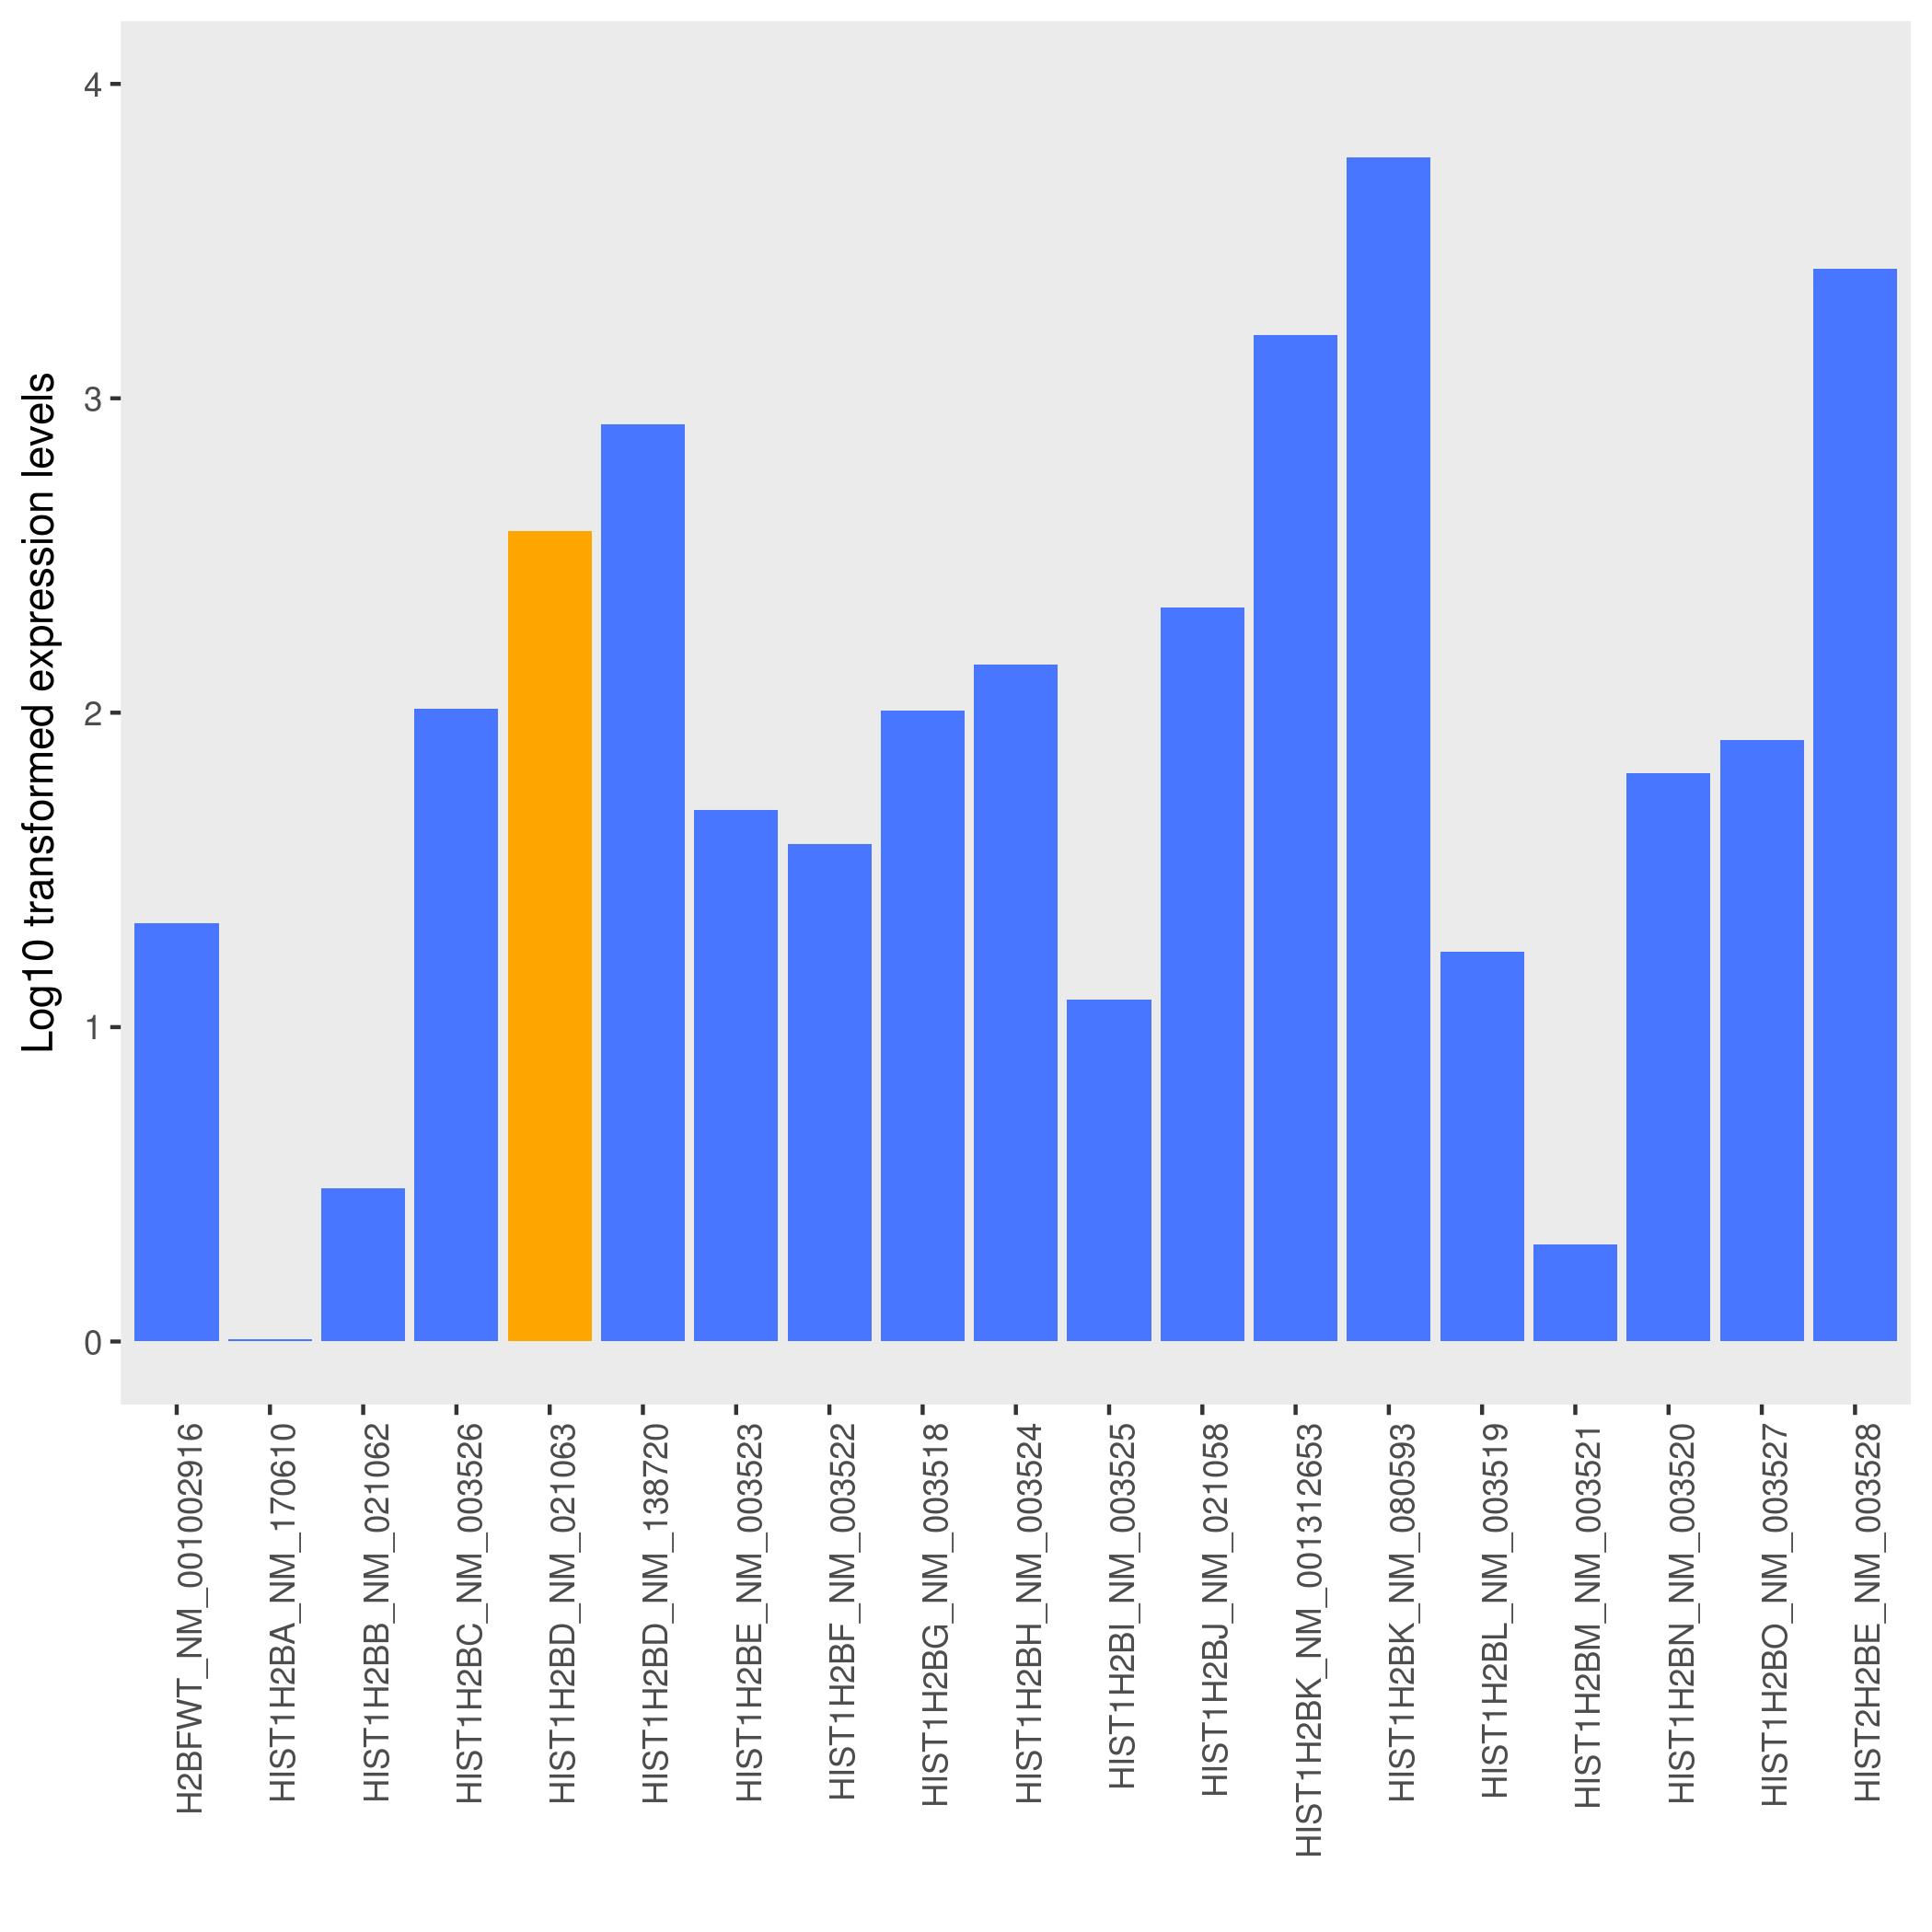 Log10 transformed expression levels
4
3
2
1
0
H2BFWT_NM_001002916
HIST1H2BA_NM_170610
HIST1H2BB_NM_021062
HIST1H2BC_NM_003526
HIST1H2BD_NM_021063
HIST1H2BD_NM_138720
HIST1H2BE_NM_003523
HIST1H2BF_NM_003522
HIST1H2BG_NM_003518
HIST1H2BH_NM_003524
HIST1H2BI_NM_003525
HIST1H2BJ_NM_021058
HIST1H2BK_NM_001312653
HIST1H2BK_NM_080593
HIST1H2BL_NM_003519
HIST1H2BM_NM_003521
HIST1H2BN_NM_003520
HIST1H2BO_NM_003527
HIST2H2BE_NM_003528